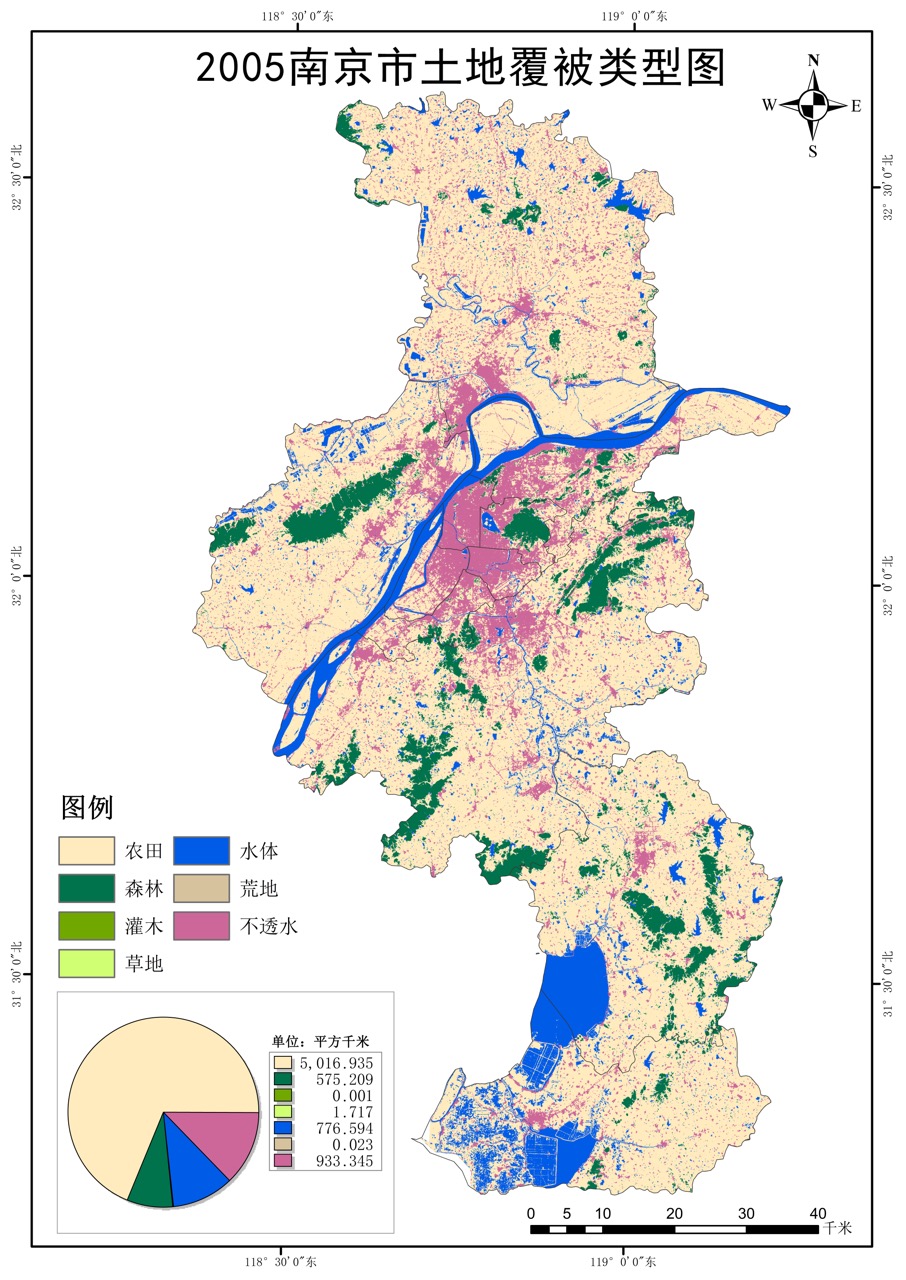 118° 30′0″东 119° 0′0″东
2005南京市土地覆被类型图
N
W E
S
32° 30′0″北 32° 30′0″北
32° 0′0″北 32° 0′0″北
31° 30′0″北 31° 30′0″北
图例
农田 水体
森林 荒地
灌木 不透水
草地
单位：平方千米
5,016.935
575.209
0.001
1.717
776.594
0.023
933.345
0 5 10 20 30 40
千米
118° 30′0″东 119° 0′0″东